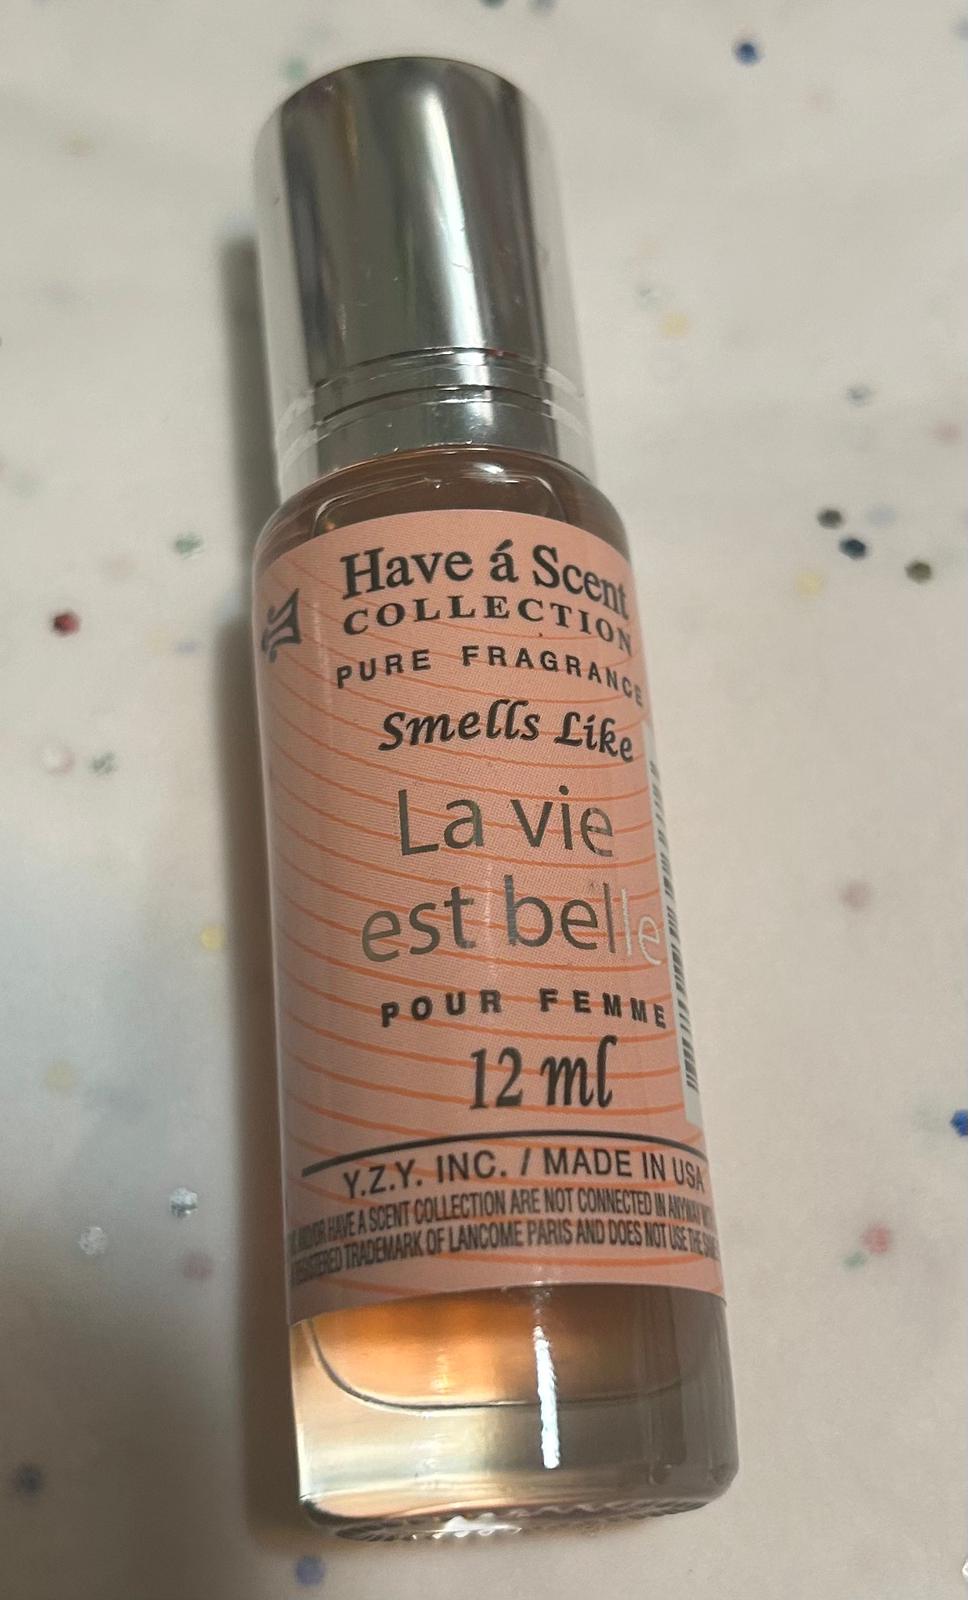 Have á Scent
COLLECTION
PURE FRAGRANCE
Smells Like
La vie
est belle
POUR FEMME
12 ml
Y.Z.Y. INC. / MADE IN USA
HAVE A SCENT COLLECTION ARE NOT CONNECTED IN ANYWAY
REGISTERED TRADEMARK OF LANCOME PARIS AND DOES NOT USE THE